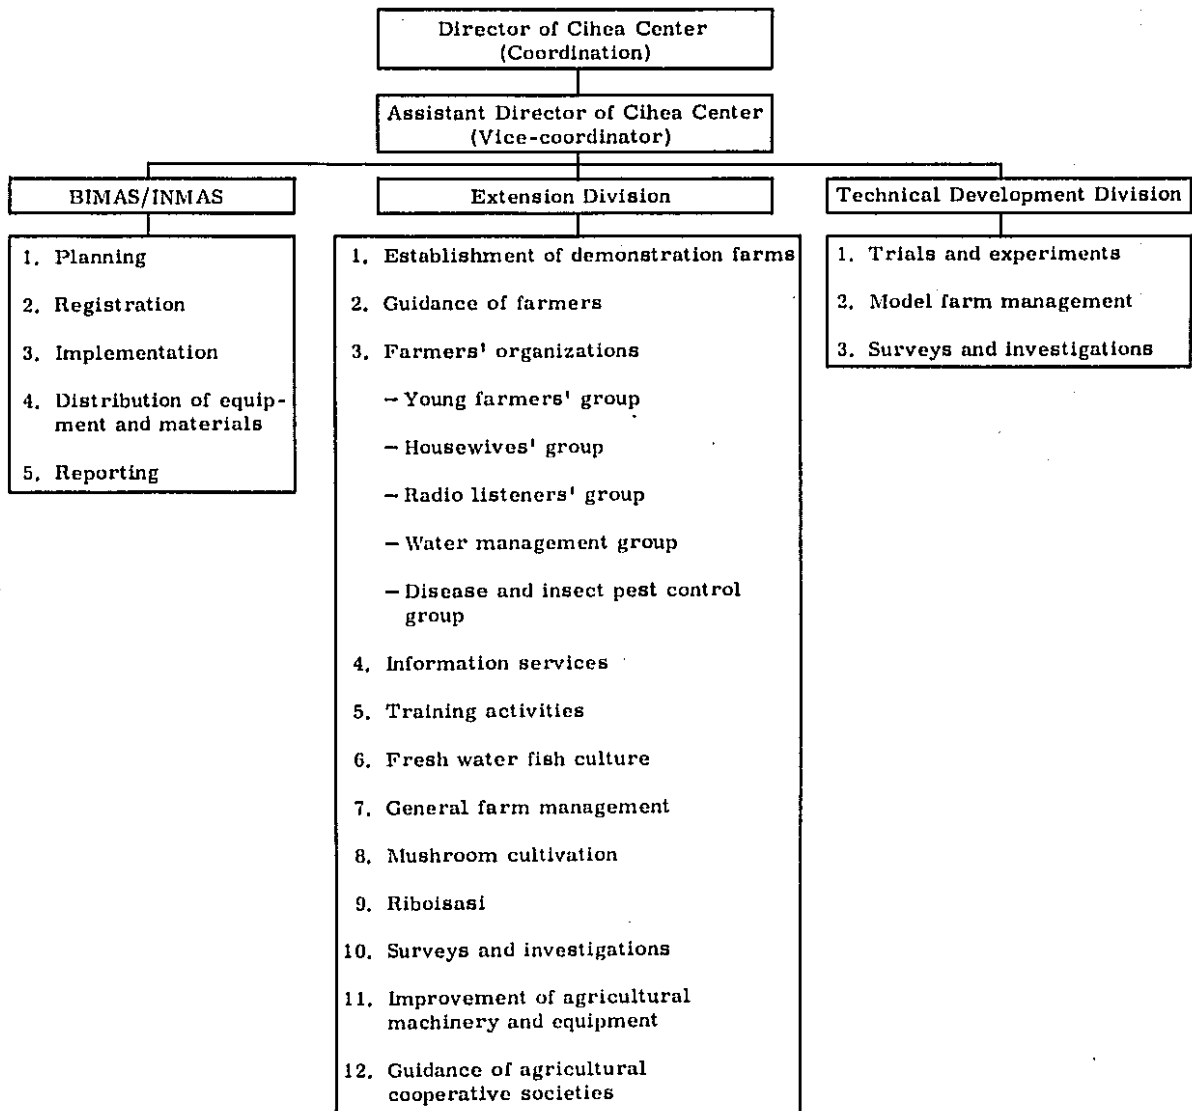 Director of Cihea Center
(Coordination)
Assistant Director of Cihea Center
(Vice-coordinator)
BIMAS/INMAS
1. Planning
2. Registration
3. Implementation
4. Distribution of equip-
ment and materials
5. Reporting
Extension Division
1. Establishment of demonstration farms
2. Guidance of farmers
3. Farmers' organizations
— Young farmers' group
— Housewives' group
— Radio listeners' group
— Water management group
— Disease and insect pest control
group
4. Information services
5. Training activities
6. Fresh water fish culture
7. General farm management
8. Mushroom cultivation
9. Riboisasi
10. Surveys and investigations
11. Improvement of agricultural
machinery and equipment
12. Guidance of agricultural
cooperative societies
Technical Development Division
1. Trials and experiments
2. Model farm management
3. Surveys and investigations